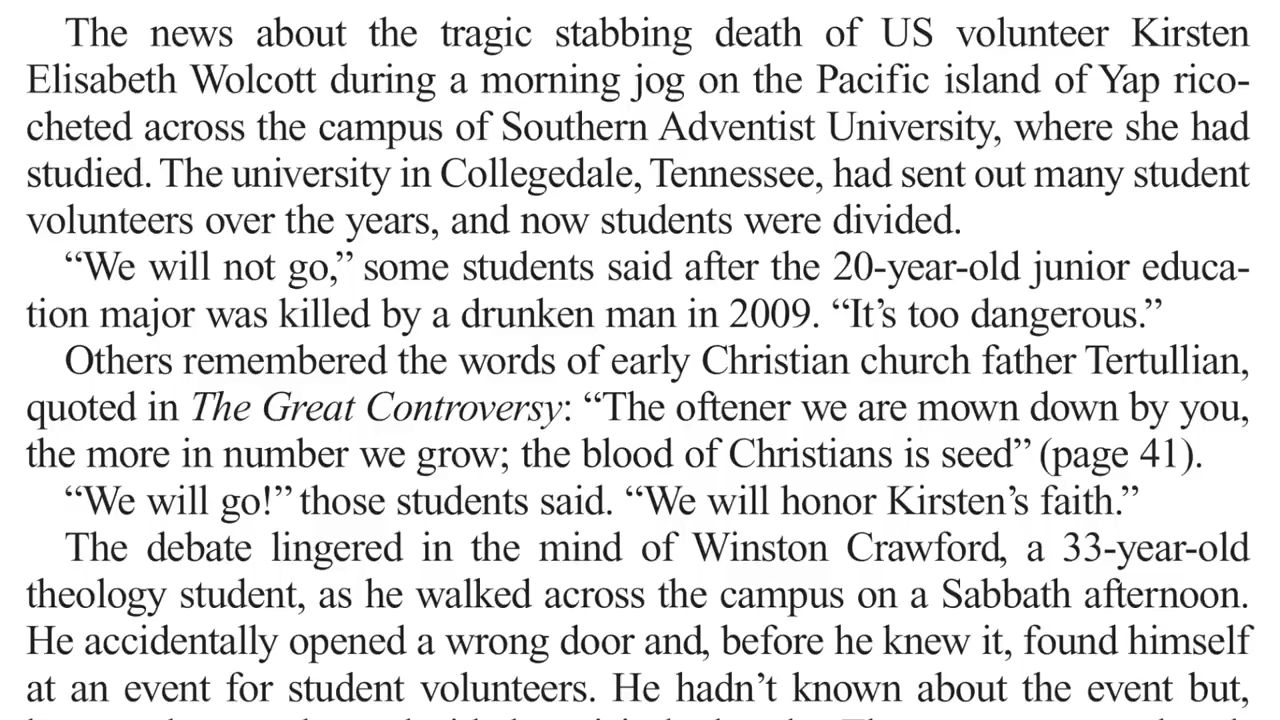 The news about the tragic stabbing death of US volunteer Kirsten
Elisabeth Wolcott during a morning jog on the Pacific island of Yap rico-
cheted across the campus of Southern Adventist University, where she had
studied. The university in Collegedale, Tennessee, had sent out many student
volunteers over the years, and now students were divided.
“We will not go,” some students said after the 20-year-old junior educa-
tion major was killed by a drunken man in 2009. “It’s too dangerous.”
Others remembered the words of early Christian church father Tertullian,
quoted in The Great Controversy: “The oftener we are mown down by you,
the more in number we grow; the blood of Christians is seed” (page 41).
“We will go!” those students said. “We will honor Kirsten’s faith.”
The debate lingered in the mind of Winston Crawford, a 33-year-old
theology student, as he walked across the campus on a Sabbath afternoon.
He accidentally opened a wrong door and, before he knew it, found himself
at an event for student volunteers. He hadn’t known about the event but,